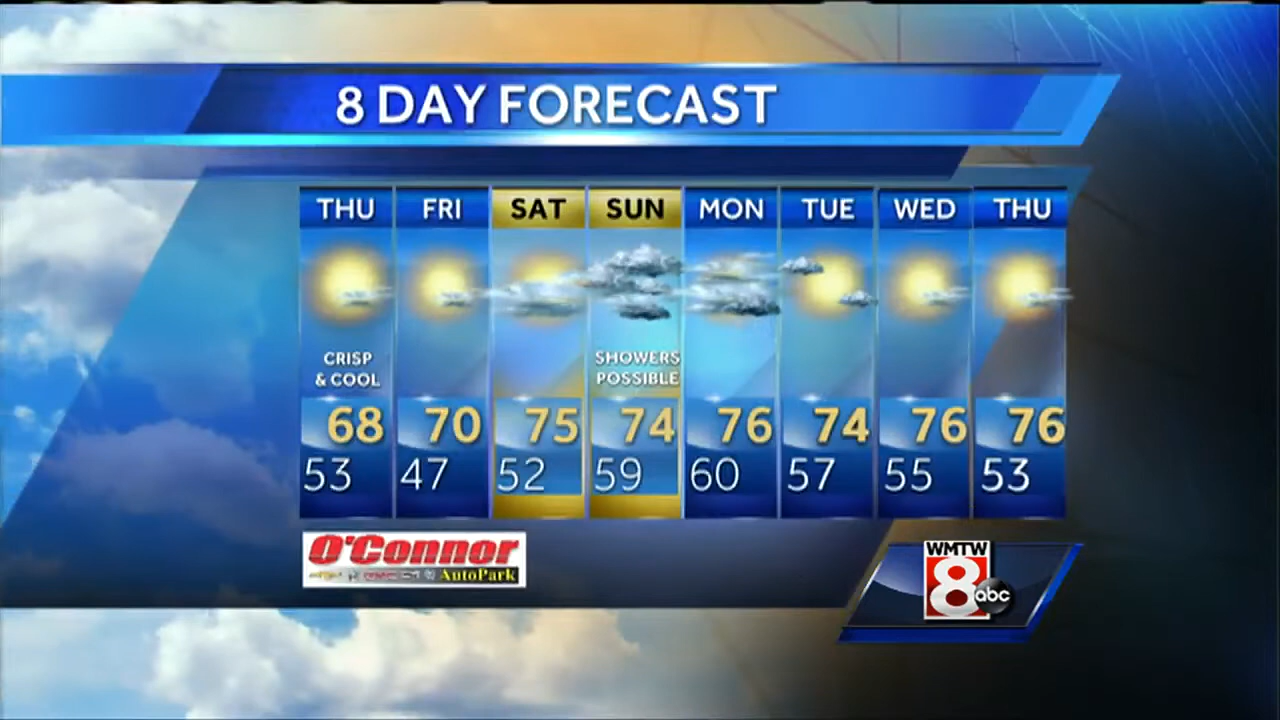 8 DAY FORECAST
THU FRI SAT SUN MON TUE WED THU
CRISP
& COOL
SHOWERS
POSSIBLE
68 70 75 74 76 74 76 76
53 47 52 59 60 57 55 53
O'Connor
AutoPark
WMTW
8
abc